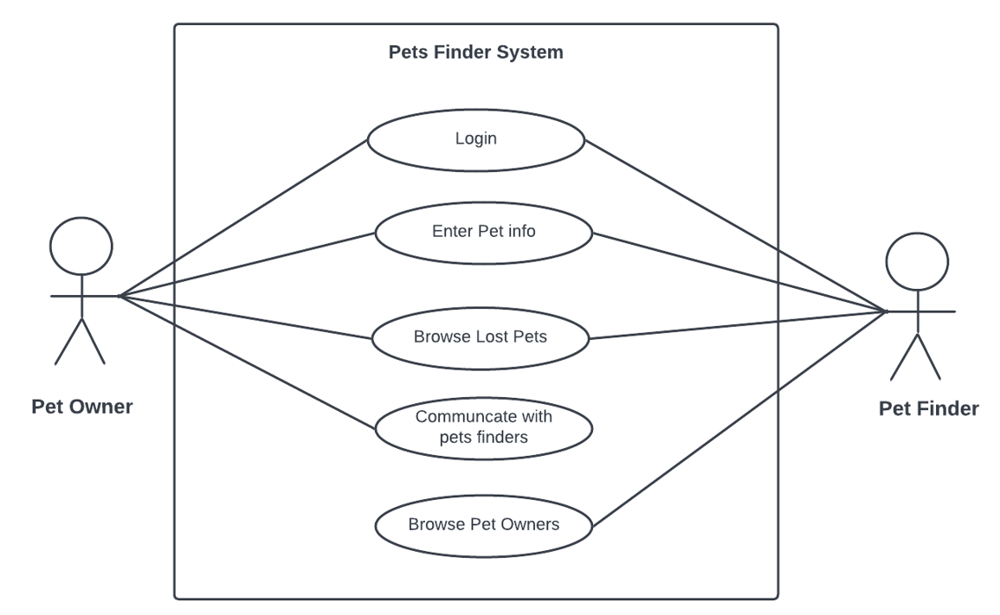 Pets Finder System
Login
Enter Pet info
Browse Lost Pets
Communcate with
pets finders
Browse Pet Owners
Pet Owner
Pet Finder